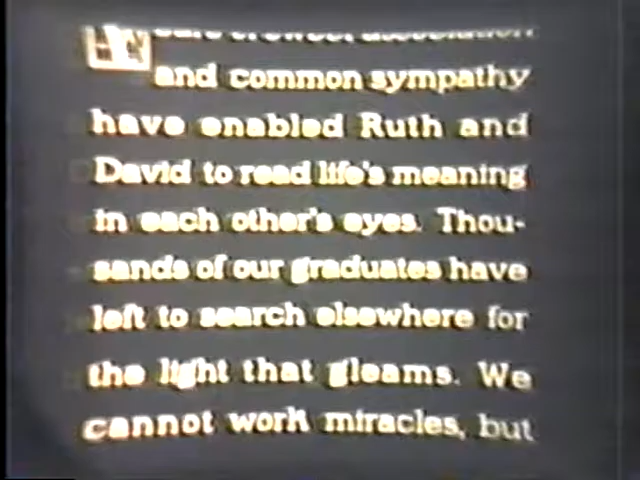 and common sympathy
have enabled Ruth and
David to read life's meaning
in each other's eyes. Thou-
sands of our graduates have
left to search elsewhere for
the light that gleams. We
cannot work miracles, but